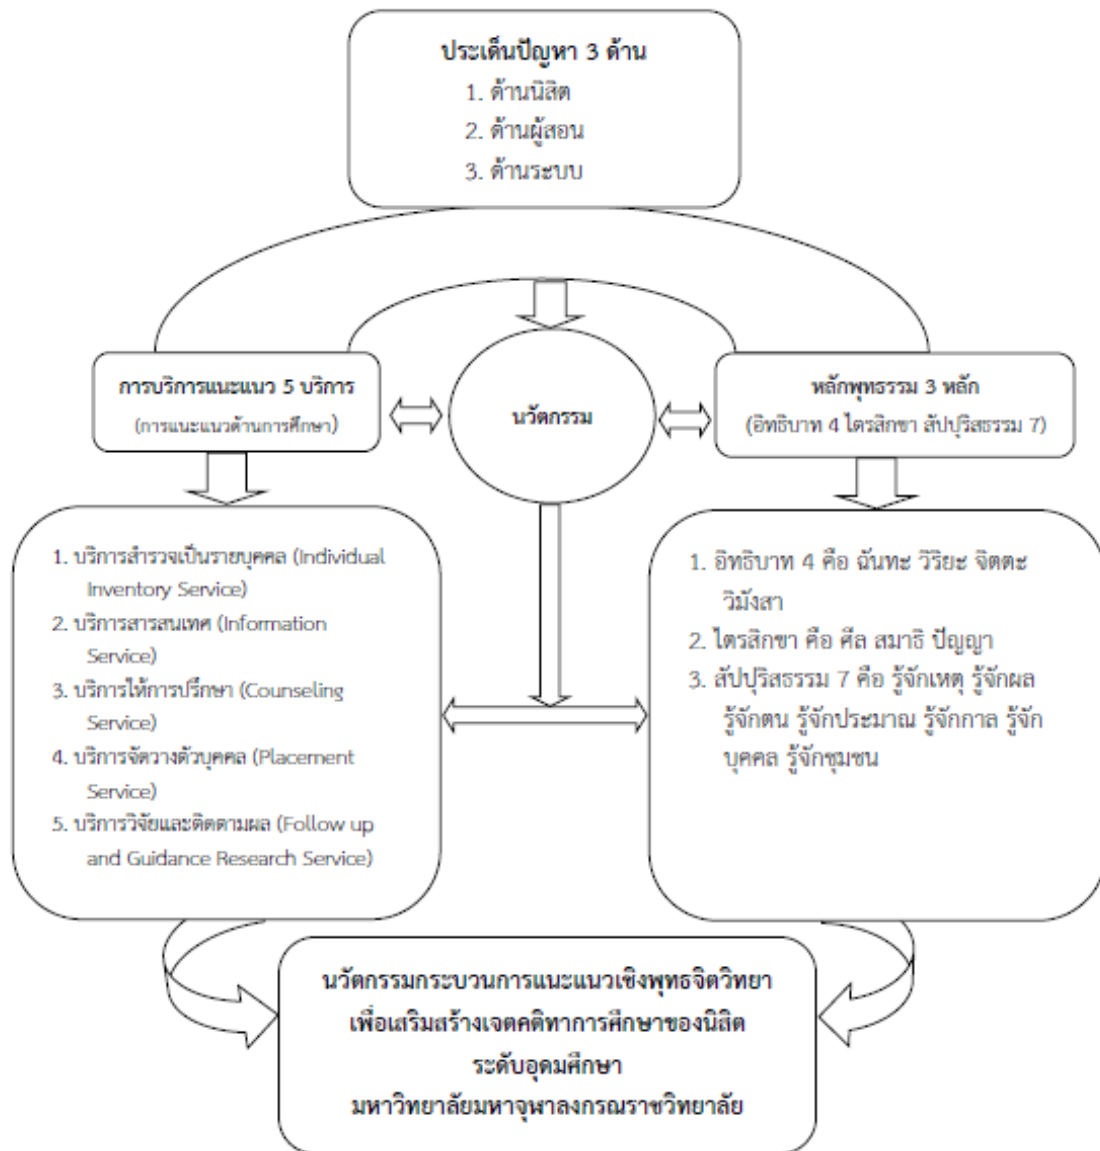 ประเด็นปัญหา 3 ด้าน
1. ด้านนิสิต
2. ด้านผู้สอน
3. ด้านระบบ
การบริการแนะแนว 5 บริการ
(การแนะแนวด้านการศึกษา)
นวัตกรรม
หลักพุทธธรรม 3 หลัก
(อิทธิบาท 4 ไตรสิกขา สัปปุริสธรรม 7)
1. บริการสำรวจเป็นรายบุคคล (Individual
Inventory Service)
2. บริการสารสนเทศ (Information
Service)
3. บริการให้การปรึกษา (Counseling
Service)
4. บริการจัดวางตัวบุคคล (Placement
Service)
5. บริการวิจัยและติดตามผล (Follow up
and Guidance Research Service)
1. อิทธิบาท 4 คือ ฉันทะ วิริยะ จิตตะ
วิมังสา
2. ไตรสิกขา คือ ศีล สมาธิ ปัญญา
3. สัปปุริสธรรม 7 คือ รู้จักเหตุ รู้จักผล
รู้จักตน รู้จักประมาณ รู้จักกาล รู้จัก
บุคคล รู้จักชุมชน
นวัตกรรมกระบวนการแนะแนวเชิงพุทธจิตวิทยา
เพื่อเสริมสร้างเจตคติทาการศึกษาของนิสิต
ระดับอุดมศึกษา
มหาวิทยาลัยมหาจุฬาลงกรณราชวิทยาลัย